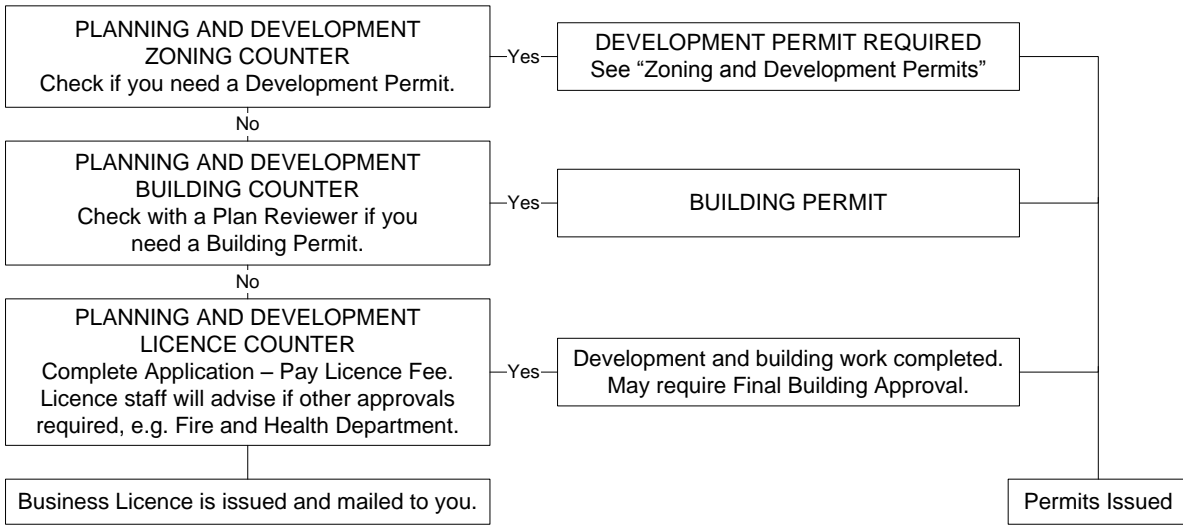 PLANNING AND DEVELOPMENT
ZONING COUNTER
Check if you need a Development Permit.
Yes
DEVELOPMENT PERMIT REQUIRED
See “Zoning and Development Permits”
No
PLANNING AND DEVELOPMENT
BUILDING COUNTER
Check with a Plan Reviewer if you
need a Building Permit.
Yes
BUILDING PERMIT
No
PLANNING AND DEVELOPMENT
LICENCE COUNTER
Complete Application – Pay Licence Fee.
Licence staff will advise if other approvals
required, e.g. Fire and Health Department.
Yes
Development and building work completed.
May require Final Building Approval.
Business Licence is issued and mailed to you.
Permits Issued